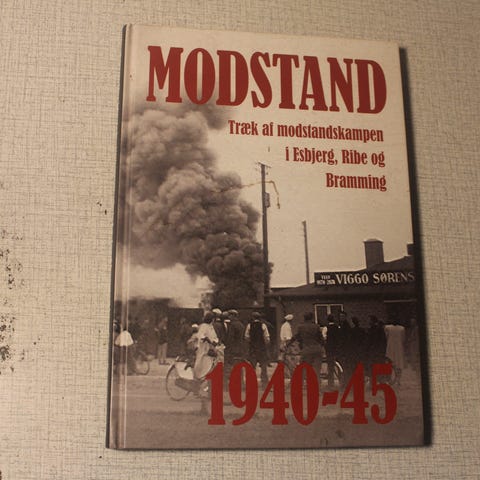 MODSTAND
Træk af modstandskampen
i Esbjerg, Ribe og
Bramming
VIGGO SØRENS
1940-45